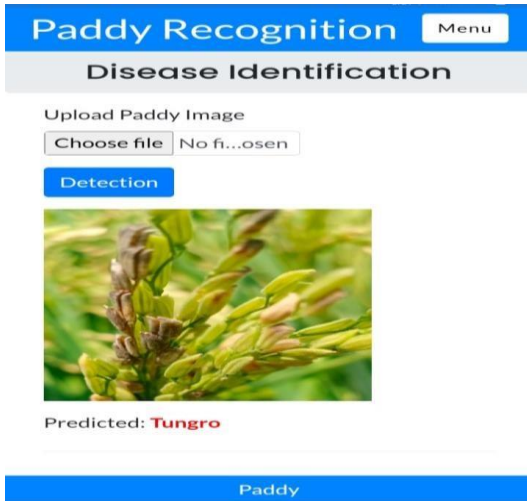 Paddy Recognition Menu
Disease Identification
Upload Paddy Image
Choose file No fi...osen
Detection
Predicted: Tungro
Paddy